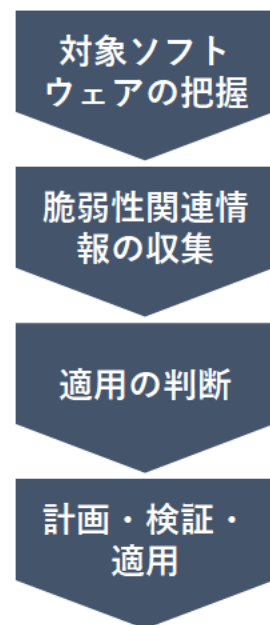 対象ソフト
ウェアの把握
脆弱性関連情
報の収集
適用の判断
計画・検証・
適用